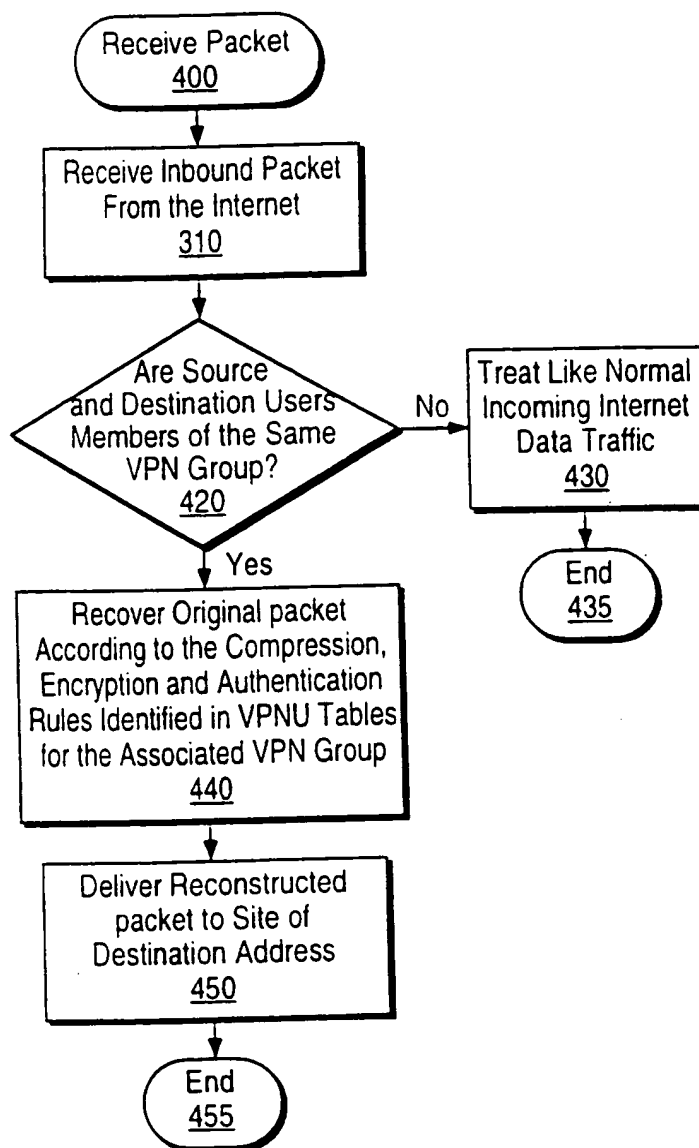 Receive Packet
400
Receive Inbound Packet
From the Internet
310
Are Source
and Destination Users
Members of the Same
VPN Group?
420
No
Treat Like Normal
Incoming Internet
Data Traffic
430
End
435
Yes
Recover Original packet
According to the Compression,
Encryption and Authentication
Rules Identified in VPNU Tables
for the Associated VPN Group
440
Deliver Reconstructed
packet to Site of
Destination Address
450
End
455